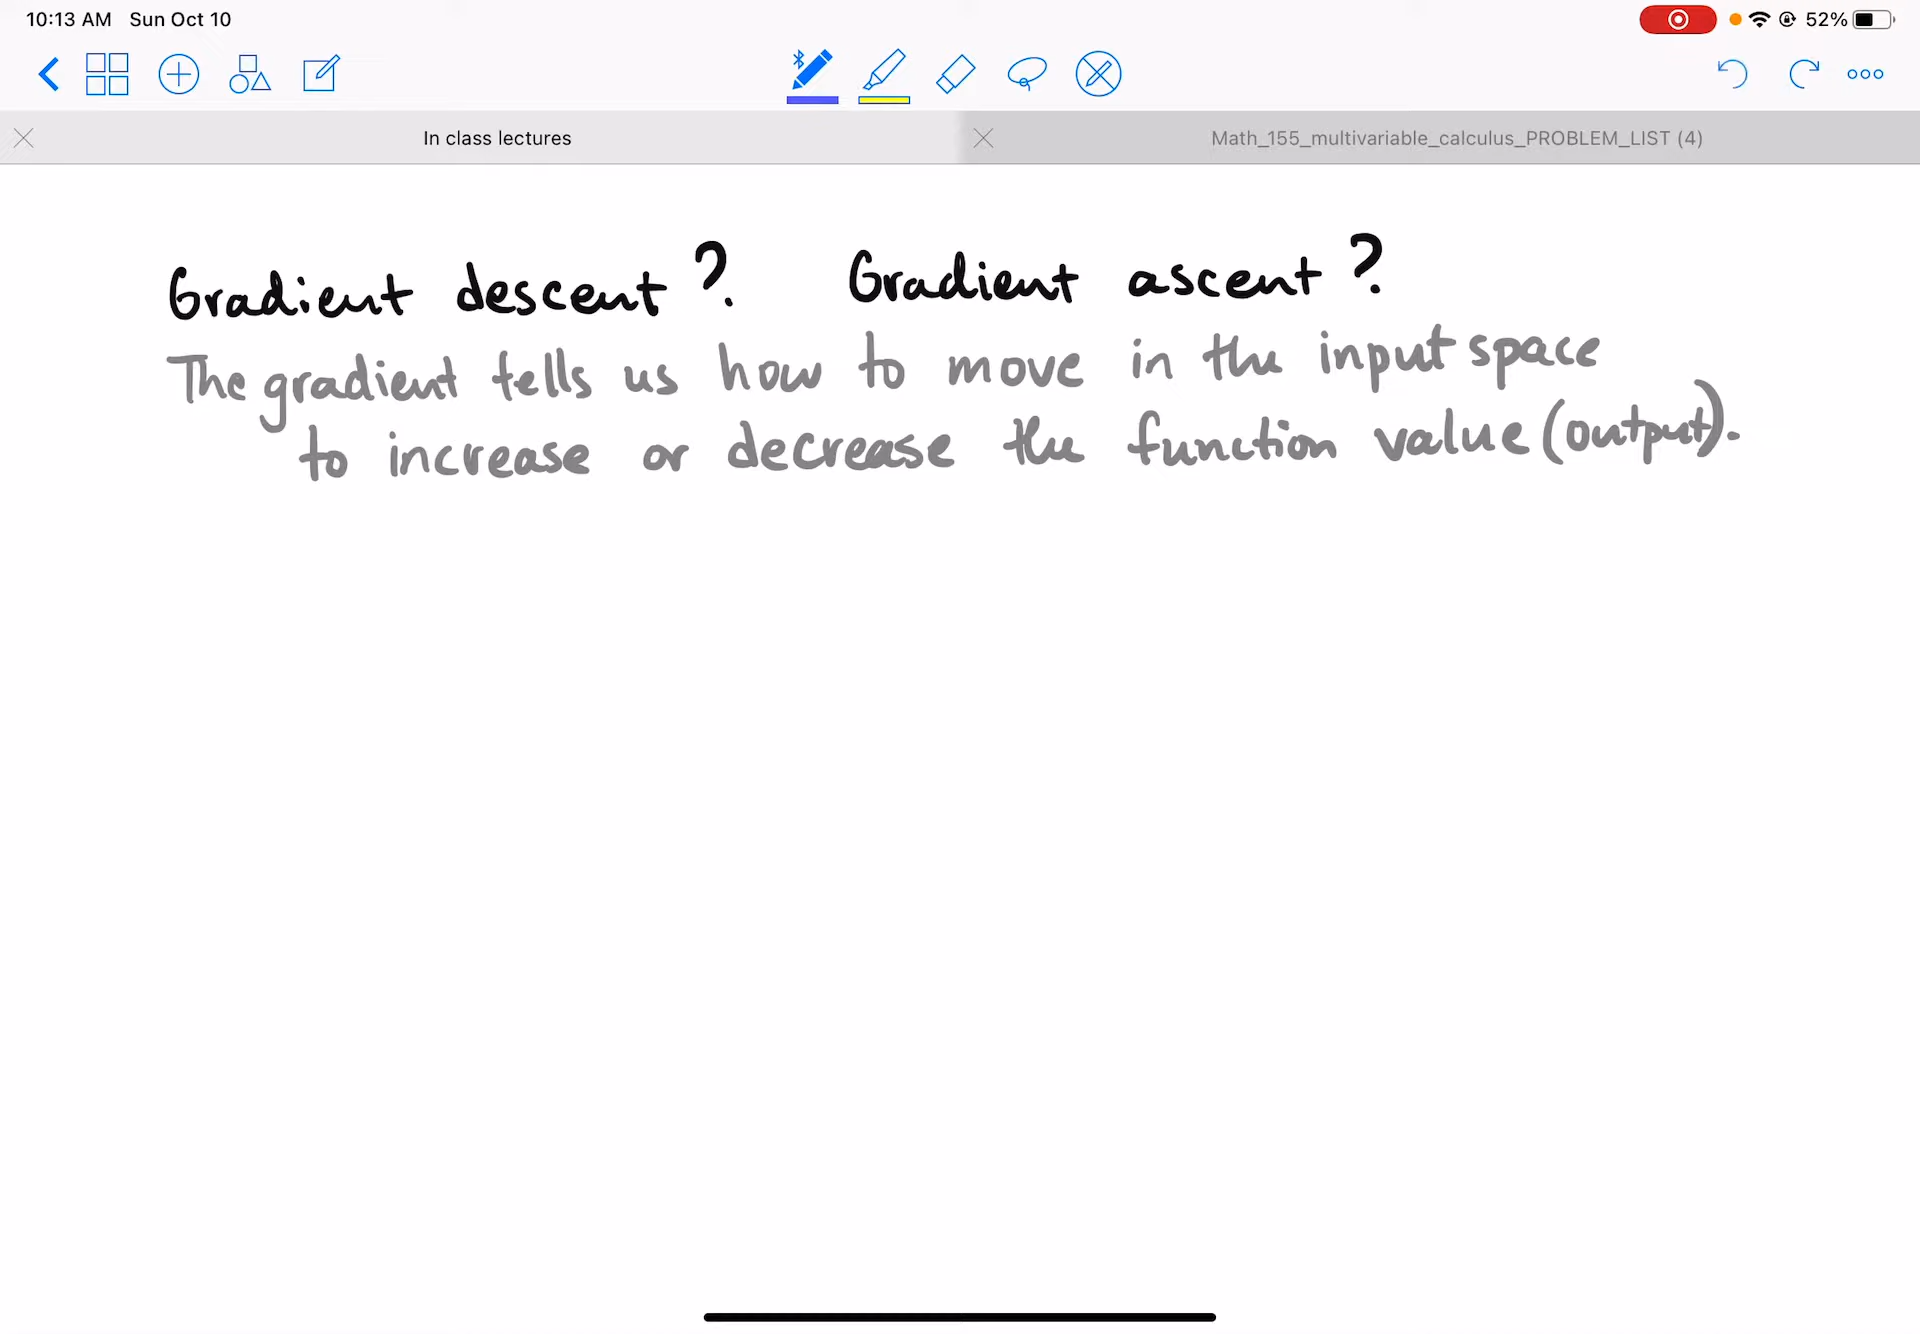 10:13 AM Sun Oct 10
52%
In class lectures
Math_155_multivariable_calculus_PROBLEM_LIST (4)
Gradient descent? Gradient ascent?
The gradient tells us how to move in the input space
to increase or decrease the function value (output).